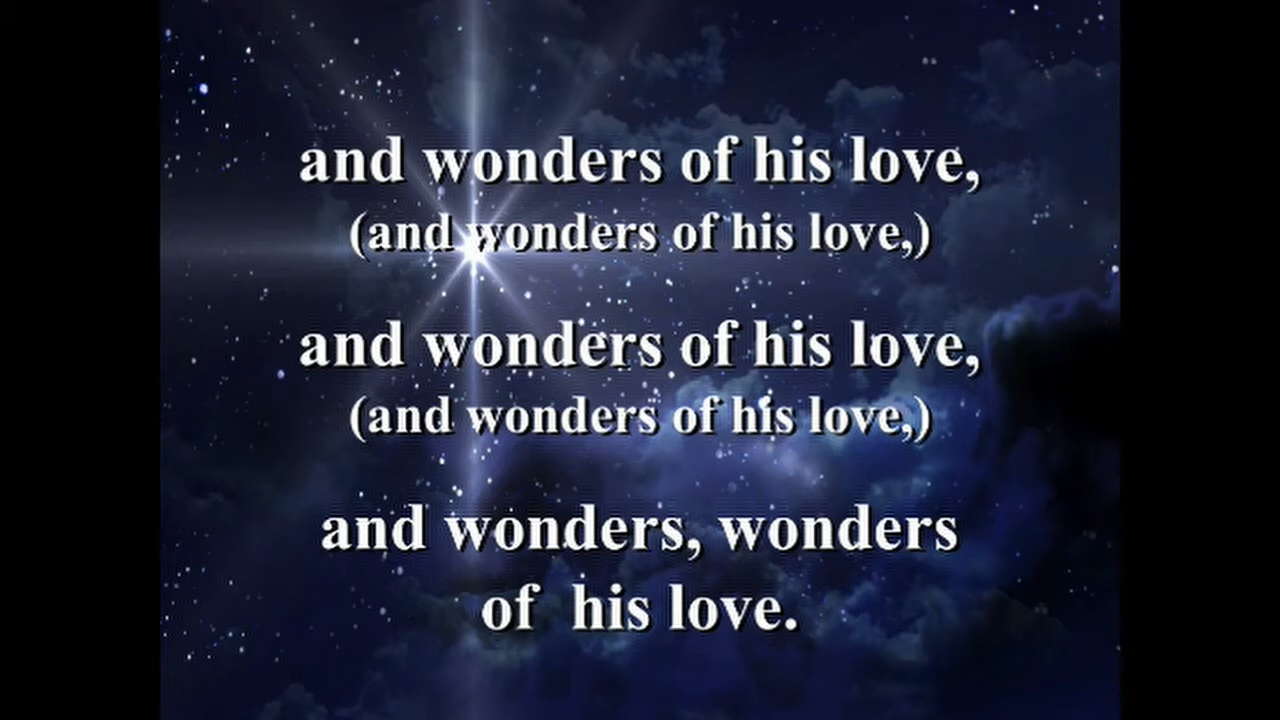 and wonders of his love,
(and wonders of his love,)
and wonders of his love,
(and wonders of his love,)
and wonders, wonders
of his love.